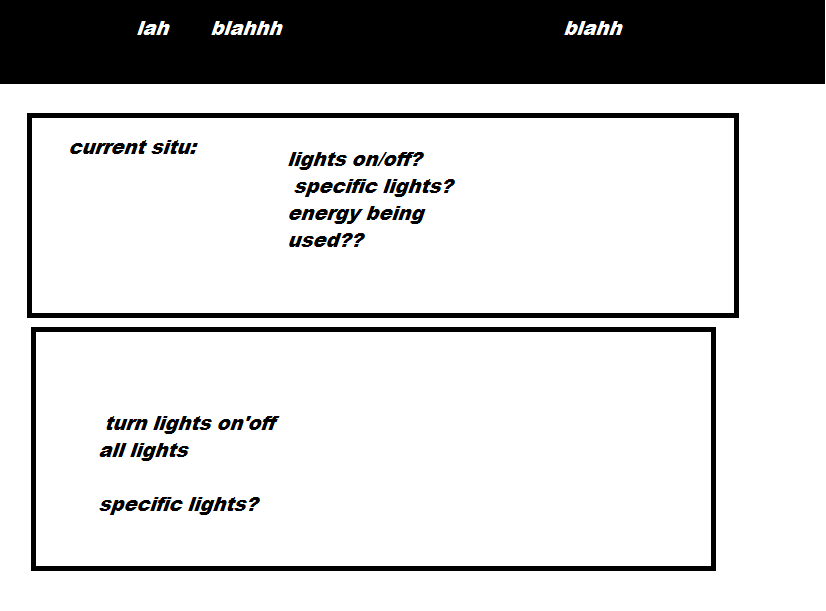 lah blahhh blahh
current situ:
lights on/off?
specific lights?
energy being
used??
turn lights on'off
all lights
specific lights?